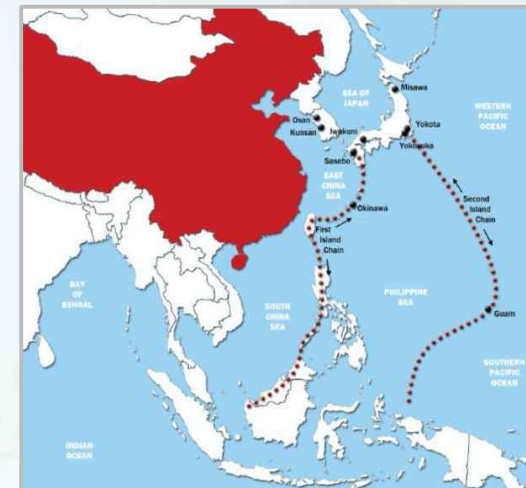 SEA OF
JAPAN
Misawa
WESTERN
PACIFIC
OCEAN
Osan
Kunsan
Iwakuni
Yokota
Yokosuka
Sasebo
EAST
CHINA
SEA
Second
Island
Chain
Okinawa
First
Island
Chain
BAY
OF
BENGAL
SOUTH
CHINA
SEA
PHILIPPINE
SEA
Guam
SOUTHERN
PACIFIC
OCEAN
INDIAN
OCEAN